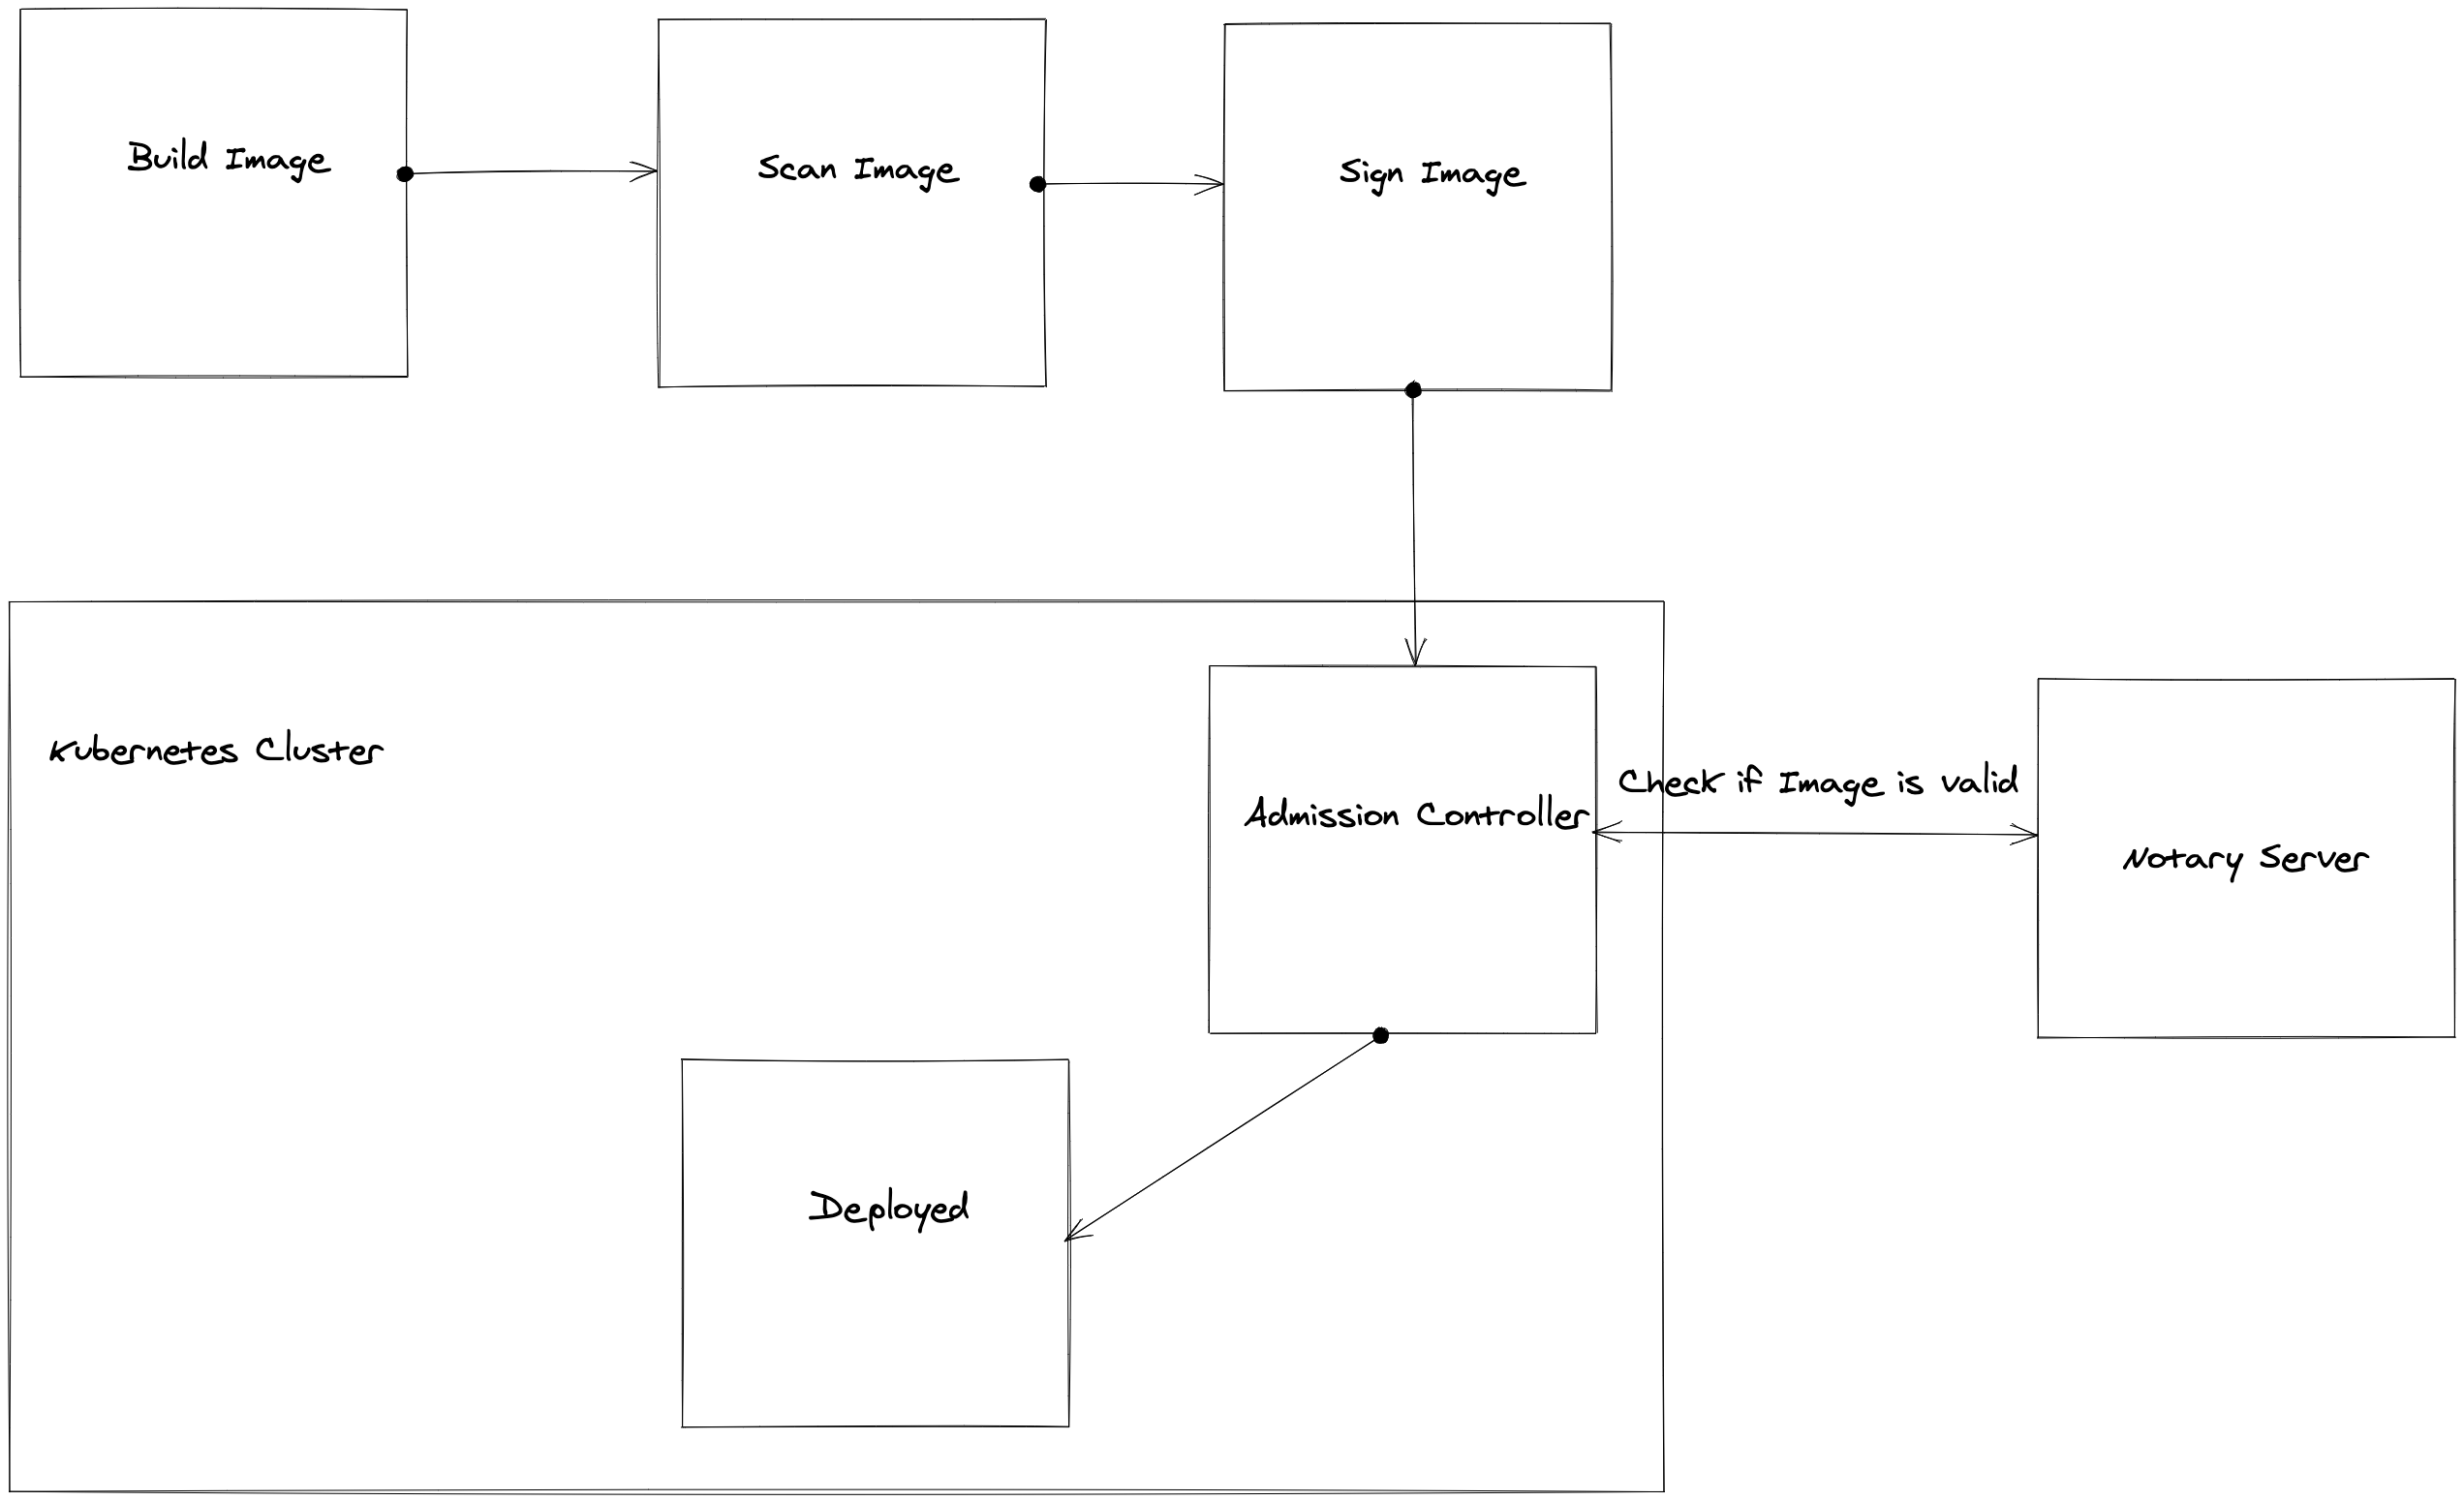 Build Image
Scan Image
Sign Image
Kubernetes Cluster
Admission Controller
Check if Image is valid
Notary Server
Deployed